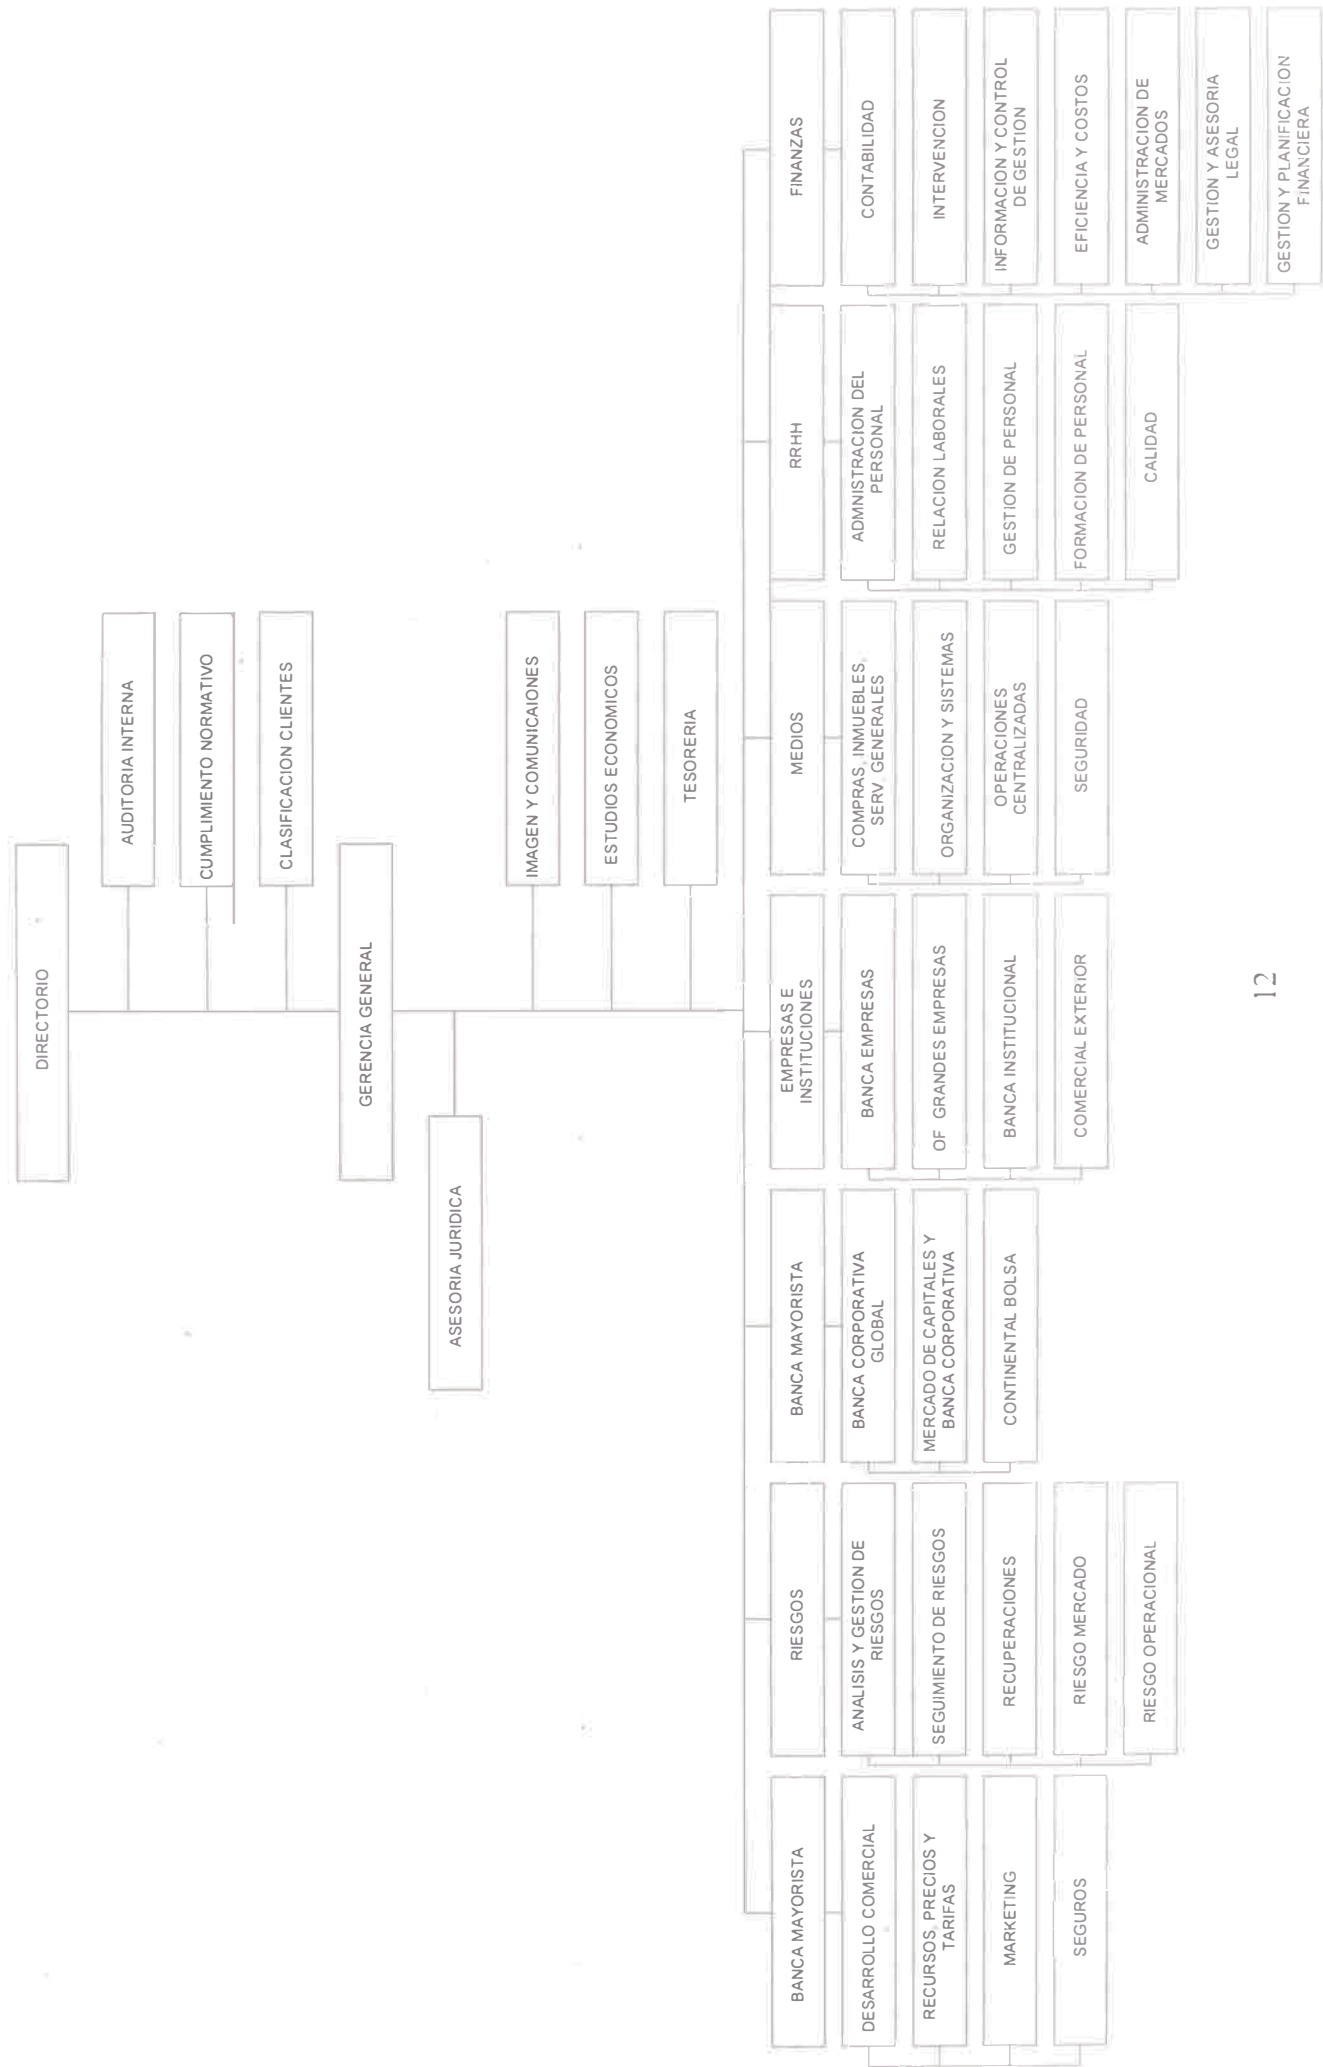 DIRECTORIO
AUDITORIA INTERNA
CUMPLIMIENTO NORMATIVO
CLASIFICACION CLIENTES
GERENCIA GENERAL
ASESORIA JURIDICA
IMAGEN Y COMUNICAIONES
ESTUDIOS ECONOMICOS
TESORERIA
BANCA MAYORISTA
DESARROLLO COMERCIAL
RECURSOS, PRECIOS Y
TARIFAS
MARKETING
SEGUROS
RIESGOS
ANALISIS Y GESTION DE
RIESGOS
SEGUIMIENTO DE RIESGOS
RECUPERACIONES
RIESGO MERCADO
RIESGO OPERACIONAL
BANCA MAYORISTA
BANCA CORPORATIVA
GLOBAL
MERCADO DE CAPITALES Y
BANCA CORPORATIVA
CONTINENTAL BOLSA
EMPRESAS E
INSTITUCIONES
BANCA EMPRESAS
OF GRANDES EMPRESAS
BANCA INSTITUCIONAL
COMERCIAL EXTERIOR
MEDIOS
COMPRAS, INMUEBLES,
SERV. GENERALES
ORGANIZACION Y SISTEMAS
OPERACIONES
CENTRALIZADAS
SEGURIDAD
RRHH
ADMNISTRACION DEL
PERSONAL
RELACION LABORALES
GESTION DE PERSONAL
FORMACION DE PERSONAL
CALIDAD
FINANZAS
CONTABILIDAD
INTERVENCION
INFORMACION Y CONTROL
DE GESTION
EFICIENCIA Y COSTOS
ADMINISTRACION DE
MERCADOS
GESTION Y ASESORIA
LEGAL
GESTION Y PLANIFICACION
FINANCIERA
12